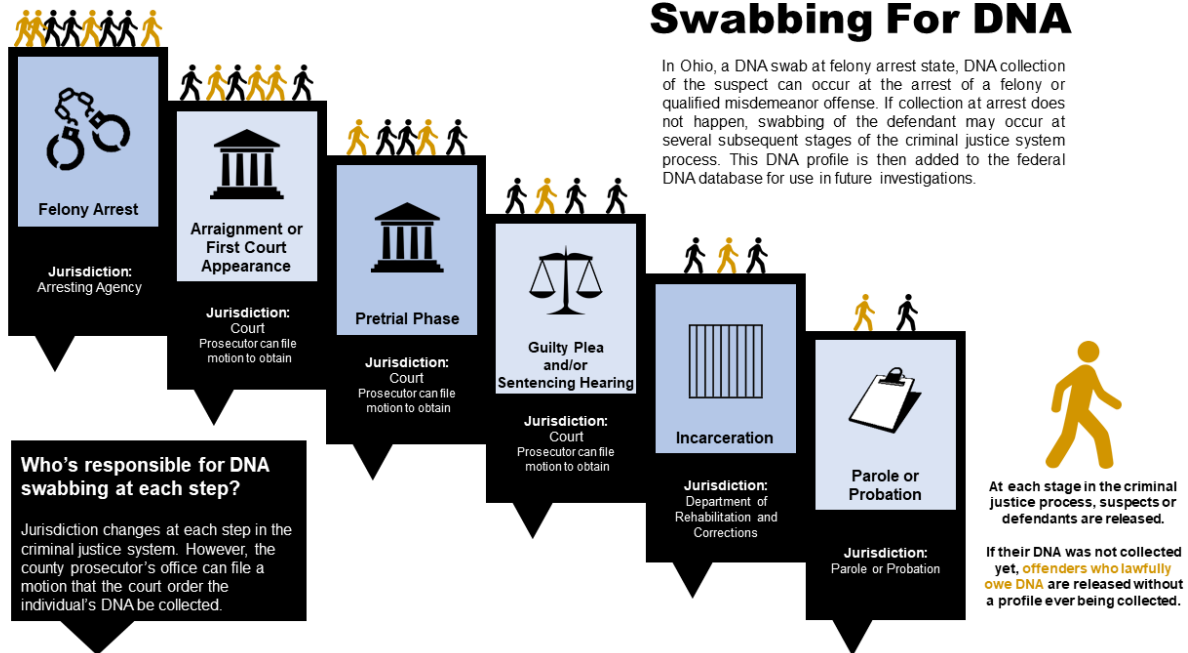 Swabbing For DNA
In Ohio, a DNA swab at felony arrest state, DNA collection
of the suspect can occur at the arrest of a felony or
qualified misdemeanor offense. If collection at arrest does
not happen, swabbing of the defendant may occur at
several subsequent stages of the criminal justice system
process. This DNA profile is then added to the federal
DNA database for use in future investigations.
Felony Arrest
Jurisdiction:
Arresting Agency
Arraignment or
First Court
Appearance
Jurisdiction:
Court
Prosecutor can file
motion to obtain
Pretrial Phase
Jurisdiction:
Court
Prosecutor can file
motion to obtain
Guilty Plea
and/or
Sentencing Hearing
Jurisdiction:
Court
Prosecutor can file
motion to obtain
Incarceration
Jurisdiction:
Department of
Rehabilitation and
Corrections
Parole or
Probation
Jurisdiction:
Parole or Probation
Who's responsible for DNA
swabbing at each step?
Jurisdiction changes at each step in the
criminal justice system. However, the
county prosecutor's office can file a
motion that the court order the
individual's DNA be collected.
At each stage in the criminal
justice process, suspects or
defendants are released.
If their DNA was not collected
yet, offenders who lawfully
owe DNA are released without
a profile ever being collected.